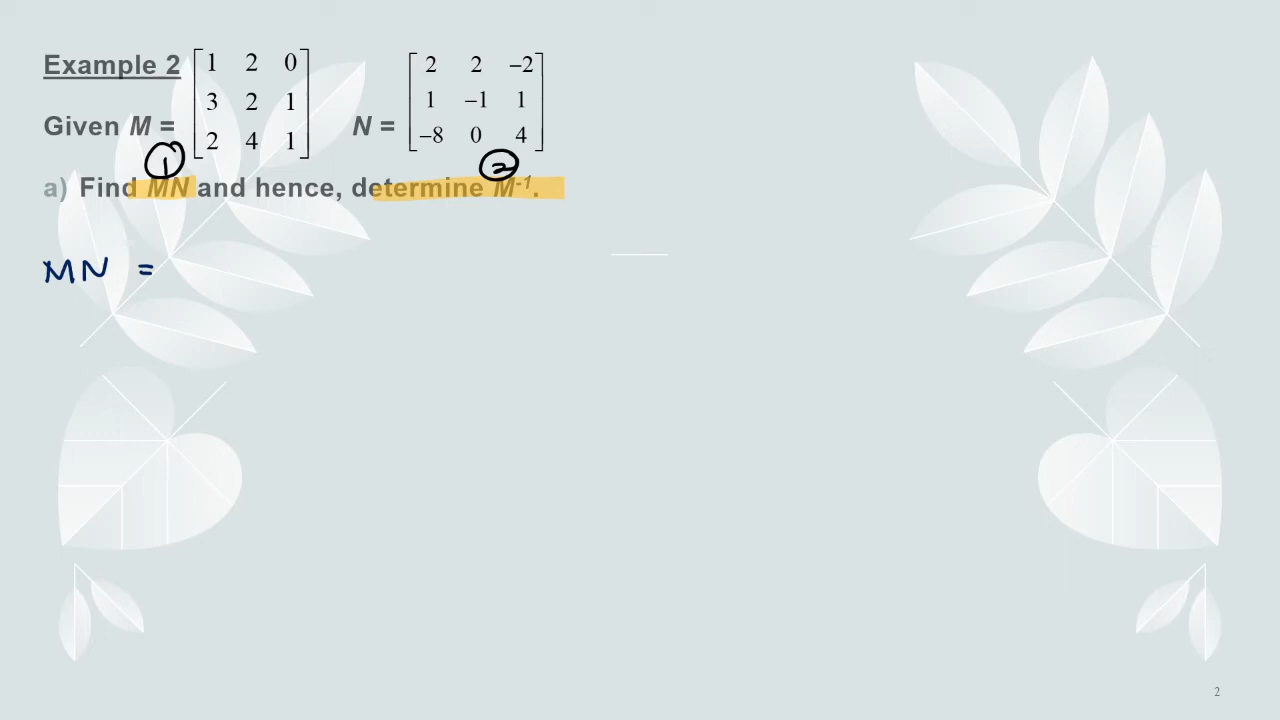 Example 2
Given M = [1 2 0; 3 2 1; 2 4 1] N = [2 2 −2; 1 −1 1; −8 0 4]
① ②
a) Find MN and hence, determine M⁻¹.
MN =
2